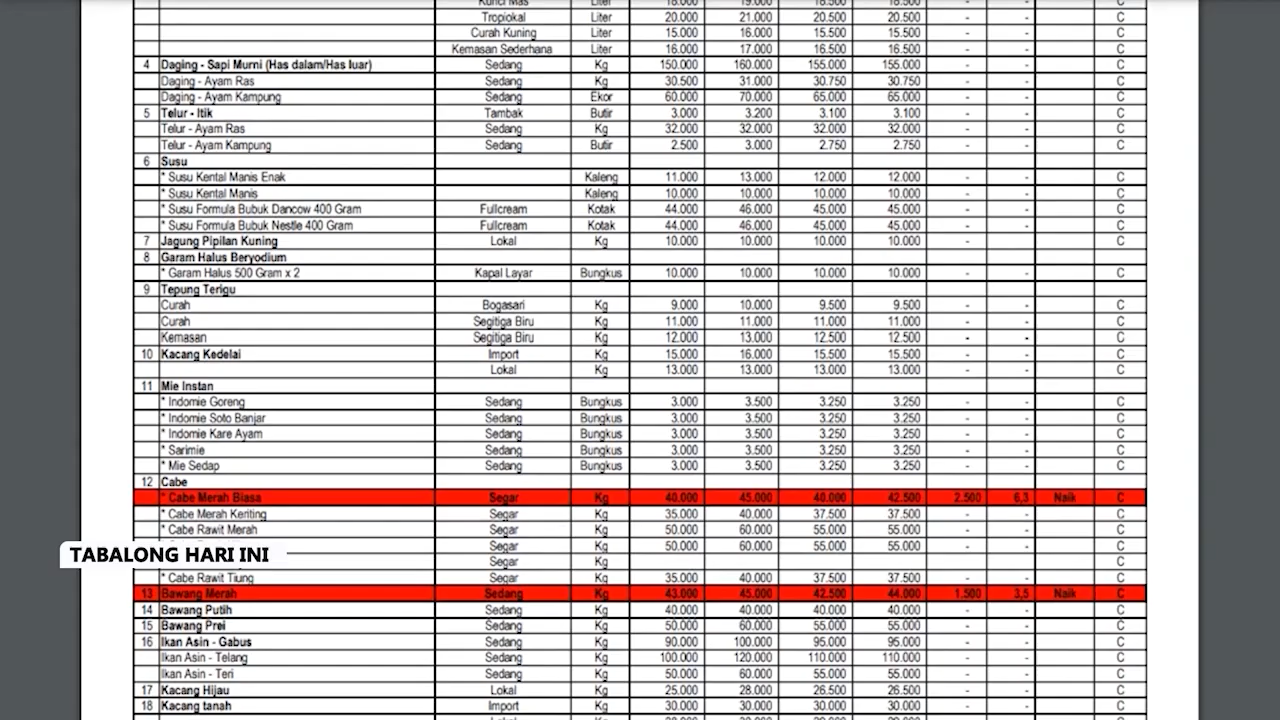 Kunci Mas Liter 18.000 19.000 18.500 18.500 - - C
Tropiokal Liter 20.000 21.000 20.500 20.500 - - C
Curah Kuning Liter 15.000 16.000 15.500 15.500 - - C
Kemasan Sederhana Liter 16.000 17.000 16.500 16.500 - - C
4 Daging - Sapi Murni (Has dalam/Has luar) Sedang Kg 150.000 160.000 155.000 155.000 - - C
Daging - Ayam Ras Sedang Kg 30.500 31.000 30.750 30.750 - - C
Daging - Ayam Kampung Sedang Ekor 60.000 70.000 65.000 65.000 - - C
5 Telur - Itik Tambak Butir 3.000 3.200 3.100 3.100 - - C
Telur - Ayam Ras Sedang Kg 32.000 32.000 32.000 32.000 - - C
Telur - Ayam Kampung Sedang Butir 2.500 3.000 2.750 2.750 - - C
6 Susu
* Susu Kental Manis Enak Kaleng 11.000 13.000 12.000 12.000 - - C
* Susu Kental Manis Kaleng 10.000 10.000 10.000 10.000 - - C
* Susu Formula Bubuk Dancow 400 Gram Fullcream Kotak 44.000 46.000 45.000 45.000 - - C
* Susu Formula Bubuk Nestle 400 Gram Fullcream Kotak 44.000 46.000 45.000 45.000 - - C
7 Jagung Pipilan Kuning Lokal Kg 10.000 10.000 10.000 10.000 - - C
8 Garam Halus Beryodium
* Garam Halus 500 Gram x 2 Kapal Layar Bungkus 10.000 10.000 10.000 10.000 - - C
9 Tepung Terigu
Curah Bogasari Kg 9.000 10.000 9.500 9.500 - - C
Curah Segitiga Biru Kg 11.000 11.000 11.000 11.000 - - C
Kemasan Segitiga Biru Kg 12.000 13.000 12.500 12.500 - - C
10 Kacang Kedelai Import Kg 15.000 16.000 15.500 15.500 - - C
Lokal Kg 13.000 13.000 13.000 13.000 - - C
11 Mie Instan
* Indomie Goreng Sedang Bungkus 3.000 3.500 3.250 3.250 - - C
* Indomie Soto Banjar Sedang Bungkus 3.000 3.500 3.250 3.250 - - C
* Indomie Kare Ayam Sedang Bungkus 3.000 3.500 3.250 3.250 - - C
* Sarimie Sedang Bungkus 3.000 3.500 3.250 3.250 - - C
* Mie Sedap Sedang Bungkus 3.000 3.500 3.250 3.250 - - C
12 Cabe
* Cabe Merah Biasa Segar Kg 40.000 45.000 40.000 42.500 2.500 6,3 Naik C
* Cabe Merah Keriting Segar Kg 35.000 40.000 37.500 37.500 - - C
* Cabe Rawit Merah Segar Kg 50.000 60.000 55.000 55.000 - - C
Segar Kg 50.000 60.000 55.000 55.000 - - C
TABALONG HARI INI
Segar Kg - - C
* Cabe Rawit Tiung Segar Kg 35.000 40.000 37.500 37.500 - - C
13 Bawang Merah Sedang Kg 43.000 45.000 42.500 44.000 1.500 3,5 Naik C
14 Bawang Putih Sedang Kg 40.000 40.000 40.000 40.000 - - C
15 Bawang Prei Sedang Kg 50.000 60.000 55.000 55.000 - - C
16 Ikan Asin - Gabus Sedang Kg 90.000 100.000 95.000 95.000 - - C
Ikan Asin - Telang Sedang Kg 100.000 120.000 110.000 110.000 - - C
Ikan Asin - Teri Sedang Kg 50.000 60.000 55.000 55.000 - - C
17 Kacang Hijau Lokal Kg 25.000 28.000 26.500 26.500 - - C
18 Kacang tanah Import Kg 30.000 30.000 30.000 30.000 - - C